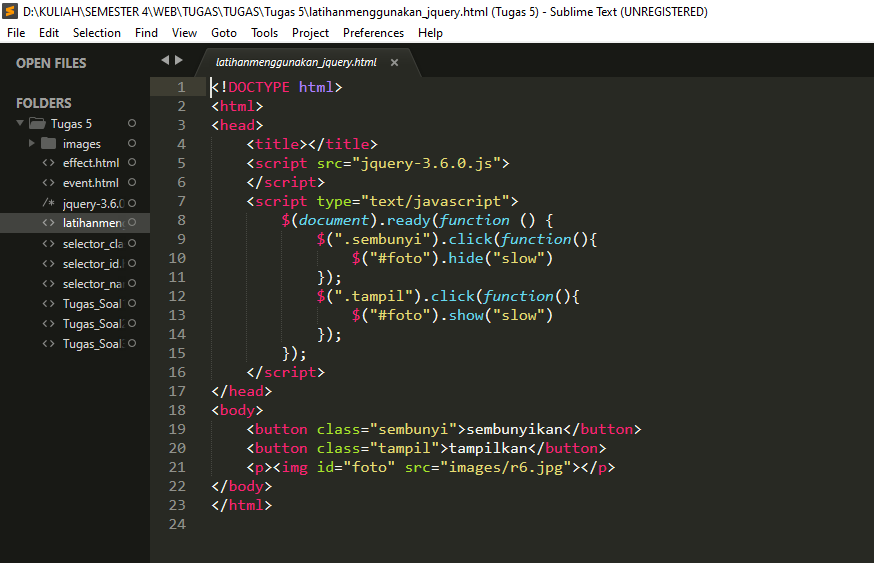 D:\KULIAH\SEMESTER 4\WEB\TUGAS\TUGAS\Tugas 5\latihanmenggunakan_jquery.html (Tugas 5) - Sublime Text (UNREGISTERED)
File Edit Selection Find View Goto Tools Project Preferences Help
OPEN FILES
FOLDERS
Tugas 5
images
effect.html
event.html
/* jquery-3.6.0
latihanmen
selector_cla
selector_id.
selector_na
Tugas_Soal
Tugas_Soal
Tugas_Soal
latihanmenggunakan_jquery.html
1 <!DOCTYPE html>
2 <html>
3 <head>
4     <title></title>
5     <script src="jquery-3.6.0.js">
6     </script>
7     <script type="text/javascript">
8         $(document).ready(function () {
9             $(".sembunyi").click(function(){
10                 $("#foto").hide("slow")
11             });
12             $(".tampil").click(function(){
13                 $("#foto").show("slow")
14             });
15         });
16     </script>
17 </head>
18 <body>
19     <button class="sembunyi">sembunyikan</button>
20     <button class="tampil">tampilkan</button>
21     <p><img id="foto" src="images/r6.jpg"></p>
22 </body>
23 </html>
24